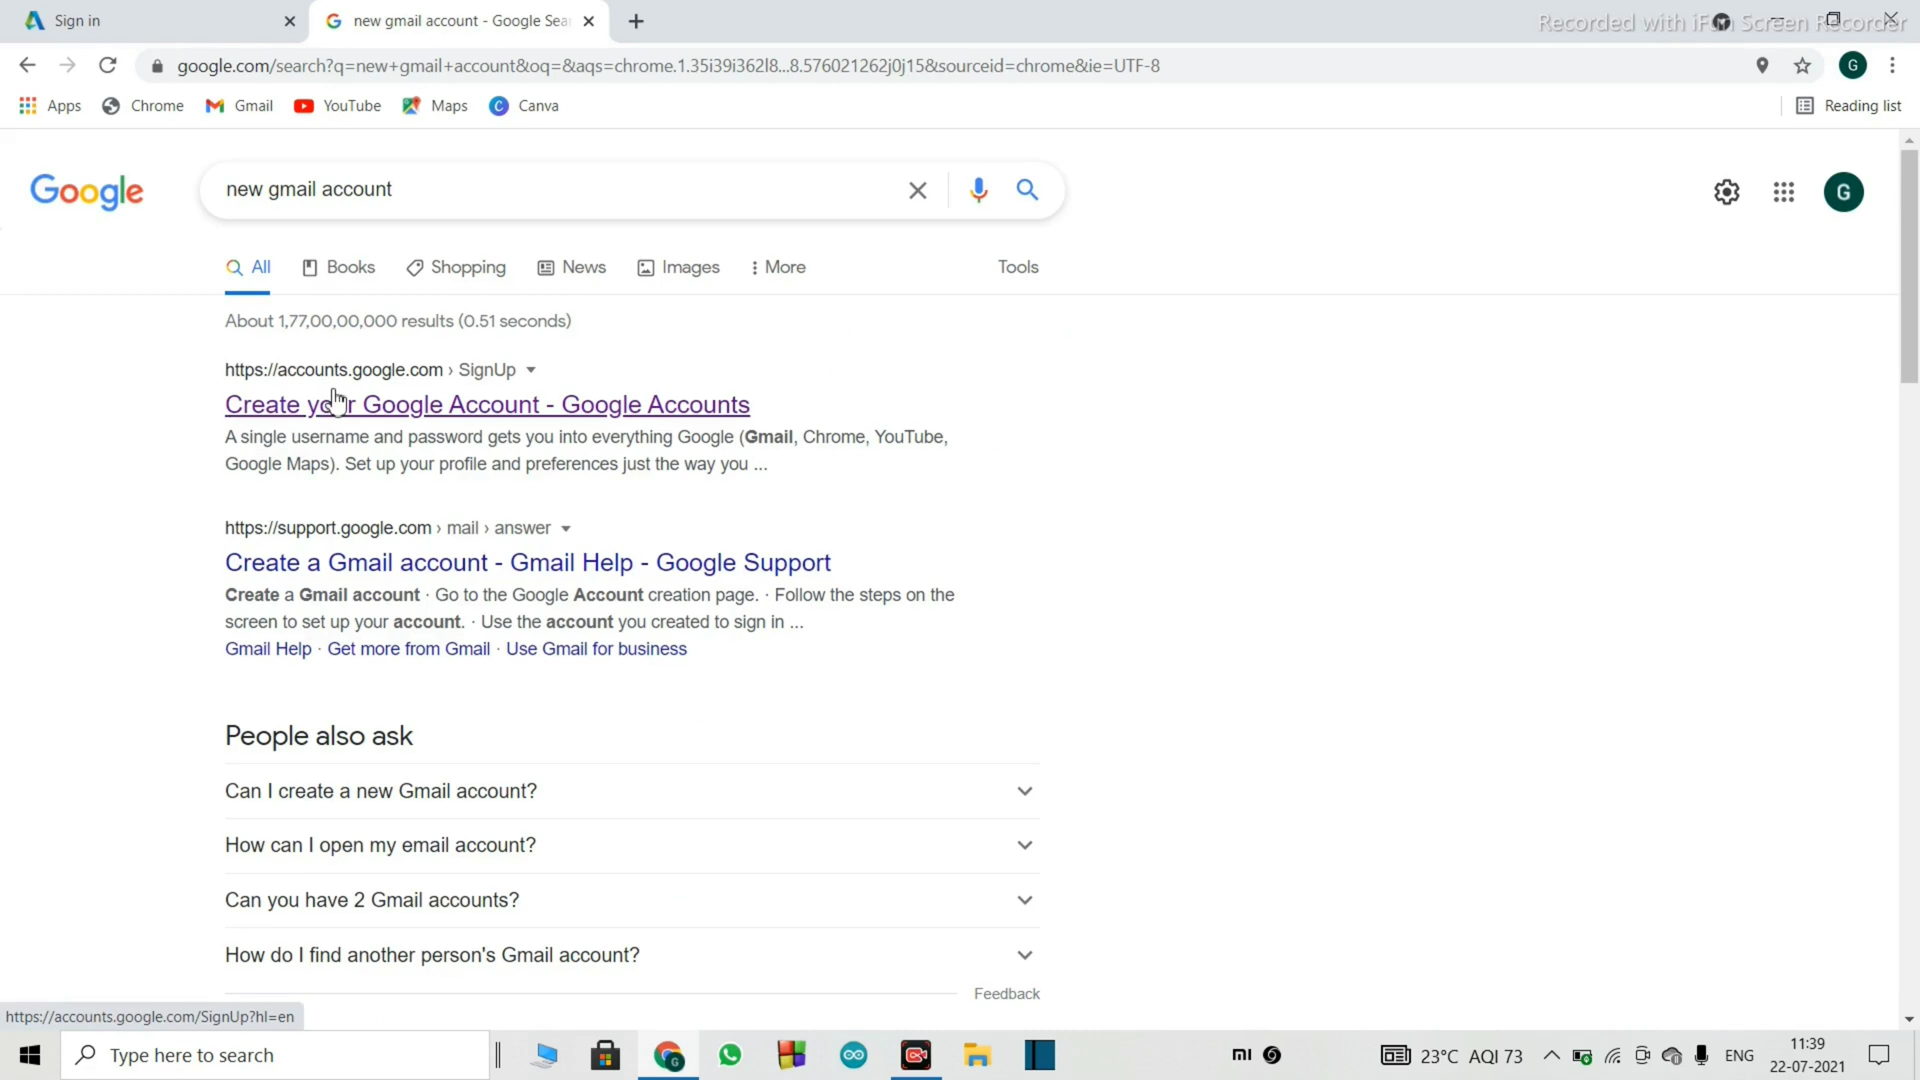 Sign in
new gmail account - Google Sea
Recorded with iFun Screen Recorder
google.com/search?q=new+gmail+account&oq=&aqs=chrome.1.35i39i362l8...8.576021262j0j15&sourceid=chrome&ie=UTF-8
G
Apps
Chrome
Gmail
YouTube
Maps
Canva
Reading list
Google
new gmail account
G
All
Books
Shopping
News
Images
More
Tools
About 1,77,00,00,000 results (0.51 seconds)
https://accounts.google.com › SignUp
Create your Google Account - Google Accounts
A single username and password gets you into everything Google (Gmail, Chrome, YouTube,
Google Maps). Set up your profile and preferences just the way you ...
https://support.google.com › mail › answer
Create a Gmail account - Gmail Help - Google Support
Create a Gmail account · Go to the Google Account creation page. · Follow the steps on the
screen to set up your account. · Use the account you created to sign in ...
Gmail Help · Get more from Gmail · Use Gmail for business
People also ask
Can I create a new Gmail account?
How can I open my email account?
Can you have 2 Gmail accounts?
How do I find another person's Gmail account?
Feedback
https://accounts.google.com/SignUp?hl=en
Type here to search
MI
23°C AQI 73
ENG
11:39
22-07-2021